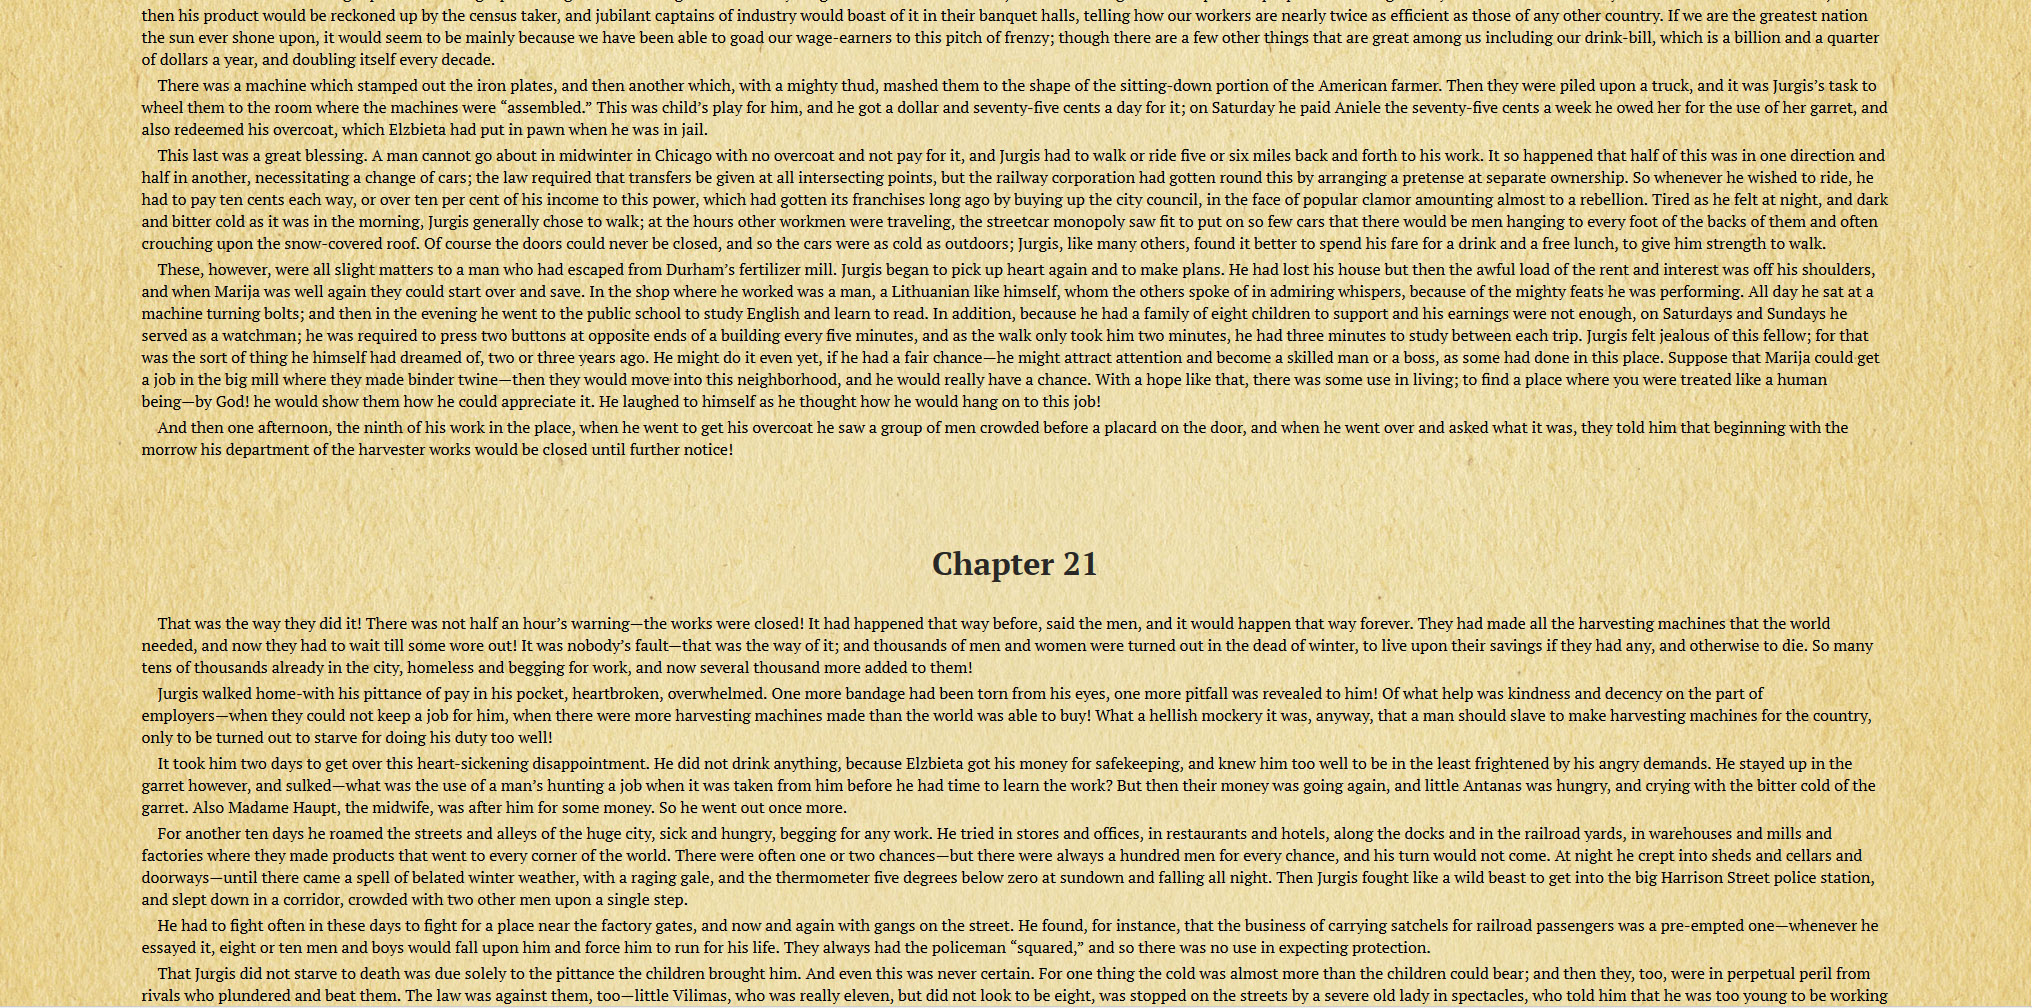 then his product would be reckoned up by the census taker, and jubilant captains of industry would boast of it in their banquet halls, telling how our workers are nearly twice as efficient as those of any other country. If we are the greatest nation
the sun ever shone upon, it would seem to be mainly because we have been able to goad our wage-earners to this pitch of frenzy; though there are a few other things that are great among us including our drink-bill, which is a billion and a quarter
of dollars a year, and doubling itself every decade.
There was a machine which stamped out the iron plates, and then another which, with a mighty thud, mashed them to the shape of the sitting-down portion of the American farmer. Then they were piled upon a truck, and it was Jurgis’s task to
wheel them to the room where the machines were “assembled.” This was child’s play for him, and he got a dollar and seventy-five cents a day for it; on Saturday he paid Aniele the seventy-five cents a week he owed her for the use of her garret, and
also redeemed his overcoat, which Elzbieta had put in pawn when he was in jail.
This last was a great blessing. A man cannot go about in midwinter in Chicago with no overcoat and not pay for it, and Jurgis had to walk or ride five or six miles back and forth to his work. It so happened that half of this was in one direction and
half in another, necessitating a change of cars; the law required that transfers be given at all intersecting points, but the railway corporation had gotten round this by arranging a pretense at separate ownership. So whenever he wished to ride, he
had to pay ten cents each way, or over ten per cent of his income to this power, which had gotten its franchises long ago by buying up the city council, in the face of popular clamor amounting almost to a rebellion. Tired as he felt at night, and dark
and bitter cold as it was in the morning, Jurgis generally chose to walk; at the hours other workmen were traveling, the streetcar monopoly saw fit to put on so few cars that there would be men hanging to every foot of the backs of them and often
crouching upon the snow-covered roof. Of course the doors could never be closed, and so the cars were as cold as outdoors; Jurgis, like many others, found it better to spend his fare for a drink and a free lunch, to give him strength to walk.
These, however, were all slight matters to a man who had escaped from Durham’s fertilizer mill. Jurgis began to pick up heart again and to make plans. He had lost his house but then the awful load of the rent and interest was off his shoulders,
and when Marija was well again they could start over and save. In the shop where he worked was a man, a Lithuanian like himself, whom the others spoke of in admiring whispers, because of the mighty feats he was performing. All day he sat at a
machine turning bolts; and then in the evening he went to the public school to study English and learn to read. In addition, because he had a family of eight children to support and his earnings were not enough, on Saturdays and Sundays he
served as a watchman; he was required to press two buttons at opposite ends of a building every five minutes, and as the walk only took him two minutes, he had three minutes to study between each trip. Jurgis felt jealous of this fellow; for that
was the sort of thing he himself had dreamed of, two or three years ago. He might do it even yet, if he had a fair chance—he might attract attention and become a skilled man or a boss, as some had done in this place. Suppose that Marija could get
a job in the big mill where they made binder twine—then they would move into this neighborhood, and he would really have a chance. With a hope like that, there was some use in living; to find a place where you were treated like a human
being—by God! he would show them how he could appreciate it. He laughed to himself as he thought how he would hang on to this job!
And then one afternoon, the ninth of his work in the place, when he went to get his overcoat he saw a group of men crowded before a placard on the door, and when he went over and asked what it was, they told him that beginning with the
morrow his department of the harvester works would be closed until further notice!
Chapter 21
That was the way they did it! There was not half an hour’s warning—the works were closed! It had happened that way before, said the men, and it would happen that way forever. They had made all the harvesting machines that the world
needed, and now they had to wait till some wore out! It was nobody’s fault—that was the way of it; and thousands of men and women were turned out in the dead of winter, to live upon their savings if they had any, and otherwise to die. So many
tens of thousands already in the city, homeless and begging for work, and now several thousand more added to them!
Jurgis walked home-with his pittance of pay in his pocket, heartbroken, overwhelmed. One more bandage had been torn from his eyes, one more pitfall was revealed to him! Of what help was kindness and decency on the part of
employers—when they could not keep a job for him, when there were more harvesting machines made than the world was able to buy! What a hellish mockery it was, anyway, that a man should slave to make harvesting machines for the country,
only to be turned out to starve for doing his duty too well!
It took him two days to get over this heart-sickening disappointment. He did not drink anything, because Elzbieta got his money for safekeeping, and knew him too well to be in the least frightened by his angry demands. He stayed up in the
garret however, and sulked—what was the use of a man’s hunting a job when it was taken from him before he had time to learn the work? But then their money was going again, and little Antanas was hungry, and crying with the bitter cold of the
garret. Also Madame Haupt, the midwife, was after him for some money. So he went out once more.
For another ten days he roamed the streets and alleys of the huge city, sick and hungry, begging for any work. He tried in stores and offices, in restaurants and hotels, along the docks and in the railroad yards, in warehouses and mills and
factories where they made products that went to every corner of the world. There were often one or two chances—but there were always a hundred men for every chance, and his turn would not come. At night he crept into sheds and cellars and
doorways—until there came a spell of belated winter weather, with a raging gale, and the thermometer five degrees below zero at sundown and falling all night. Then Jurgis fought like a wild beast to get into the big Harrison Street police station,
and slept down in a corridor, crowded with two other men upon a single step.
He had to fight often in these days to fight for a place near the factory gates, and now and again with gangs on the street. He found, for instance, that the business of carrying satchels for railroad passengers was a pre-empted one—whenever he
essayed it, eight or ten men and boys would fall upon him and force him to run for his life. They always had the policeman “squared,” and so there was no use in expecting protection.
That Jurgis did not starve to death was due solely to the pittance the children brought him. And even this was never certain. For one thing the cold was almost more than the children could bear; and then they, too, were in perpetual peril from
rivals who plundered and beat them. The law was against them, too—little Vilimas, who was really eleven, but did not look to be eight, was stopped on the streets by a severe old lady in spectacles, who told him that he was too young to be working